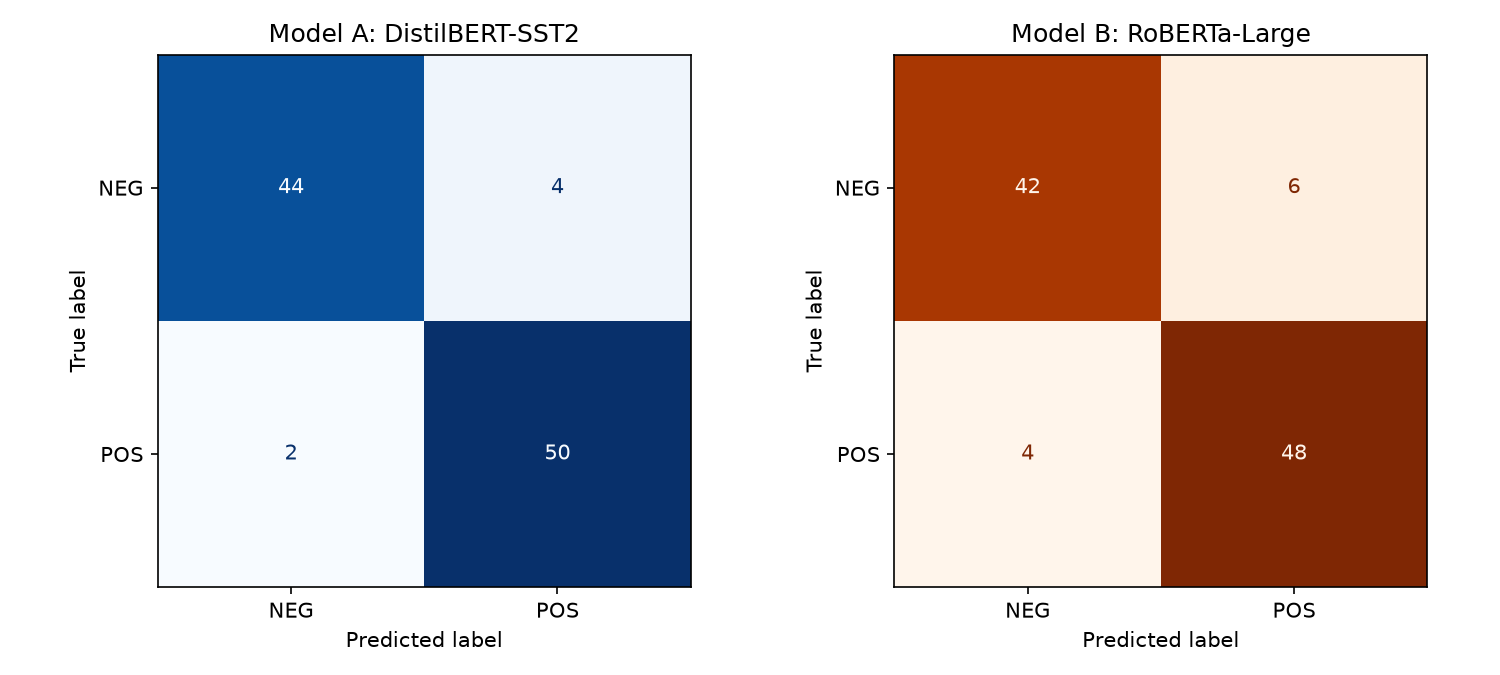 Model A: DistilBERT-SST2
True label
NEG
44
4
POS
2
50
NEG
POS
Predicted label
Model B: RoBERTa-Large
True label
NEG
42
6
POS
4
48
NEG
POS
Predicted label